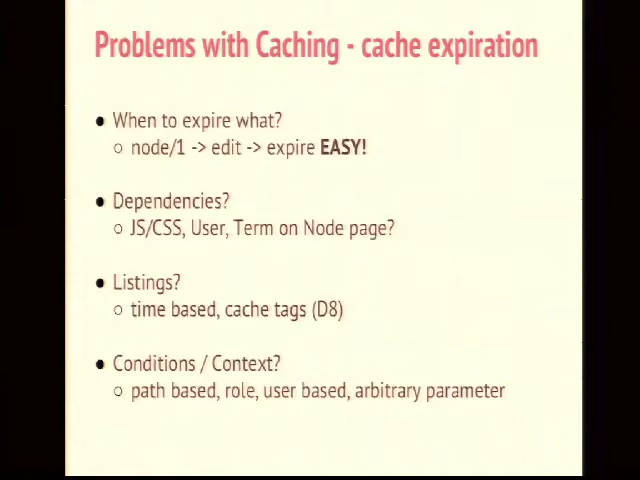 Problems with Caching - cache expiration
● When to expire what?
○ node/1 -> edit -> expire EASY!
● Dependencies?
○ JS/CSS, User, Term on Node page?
● Listings?
○ time based, cache tags (D8)
● Conditions / Context?
○ path based, role, user based, arbitrary parameter